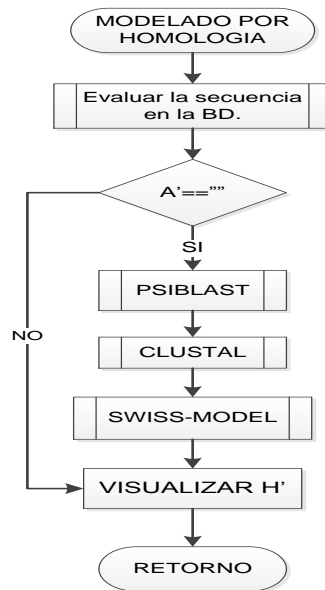 MODELADO POR
HOMOLOGIA
Evaluar la secuencia
en la BD.
A'==""
SI
NO
PSIBLAST
CLUSTAL
SWISS-MODEL
VISUALIZAR H'
RETORNO